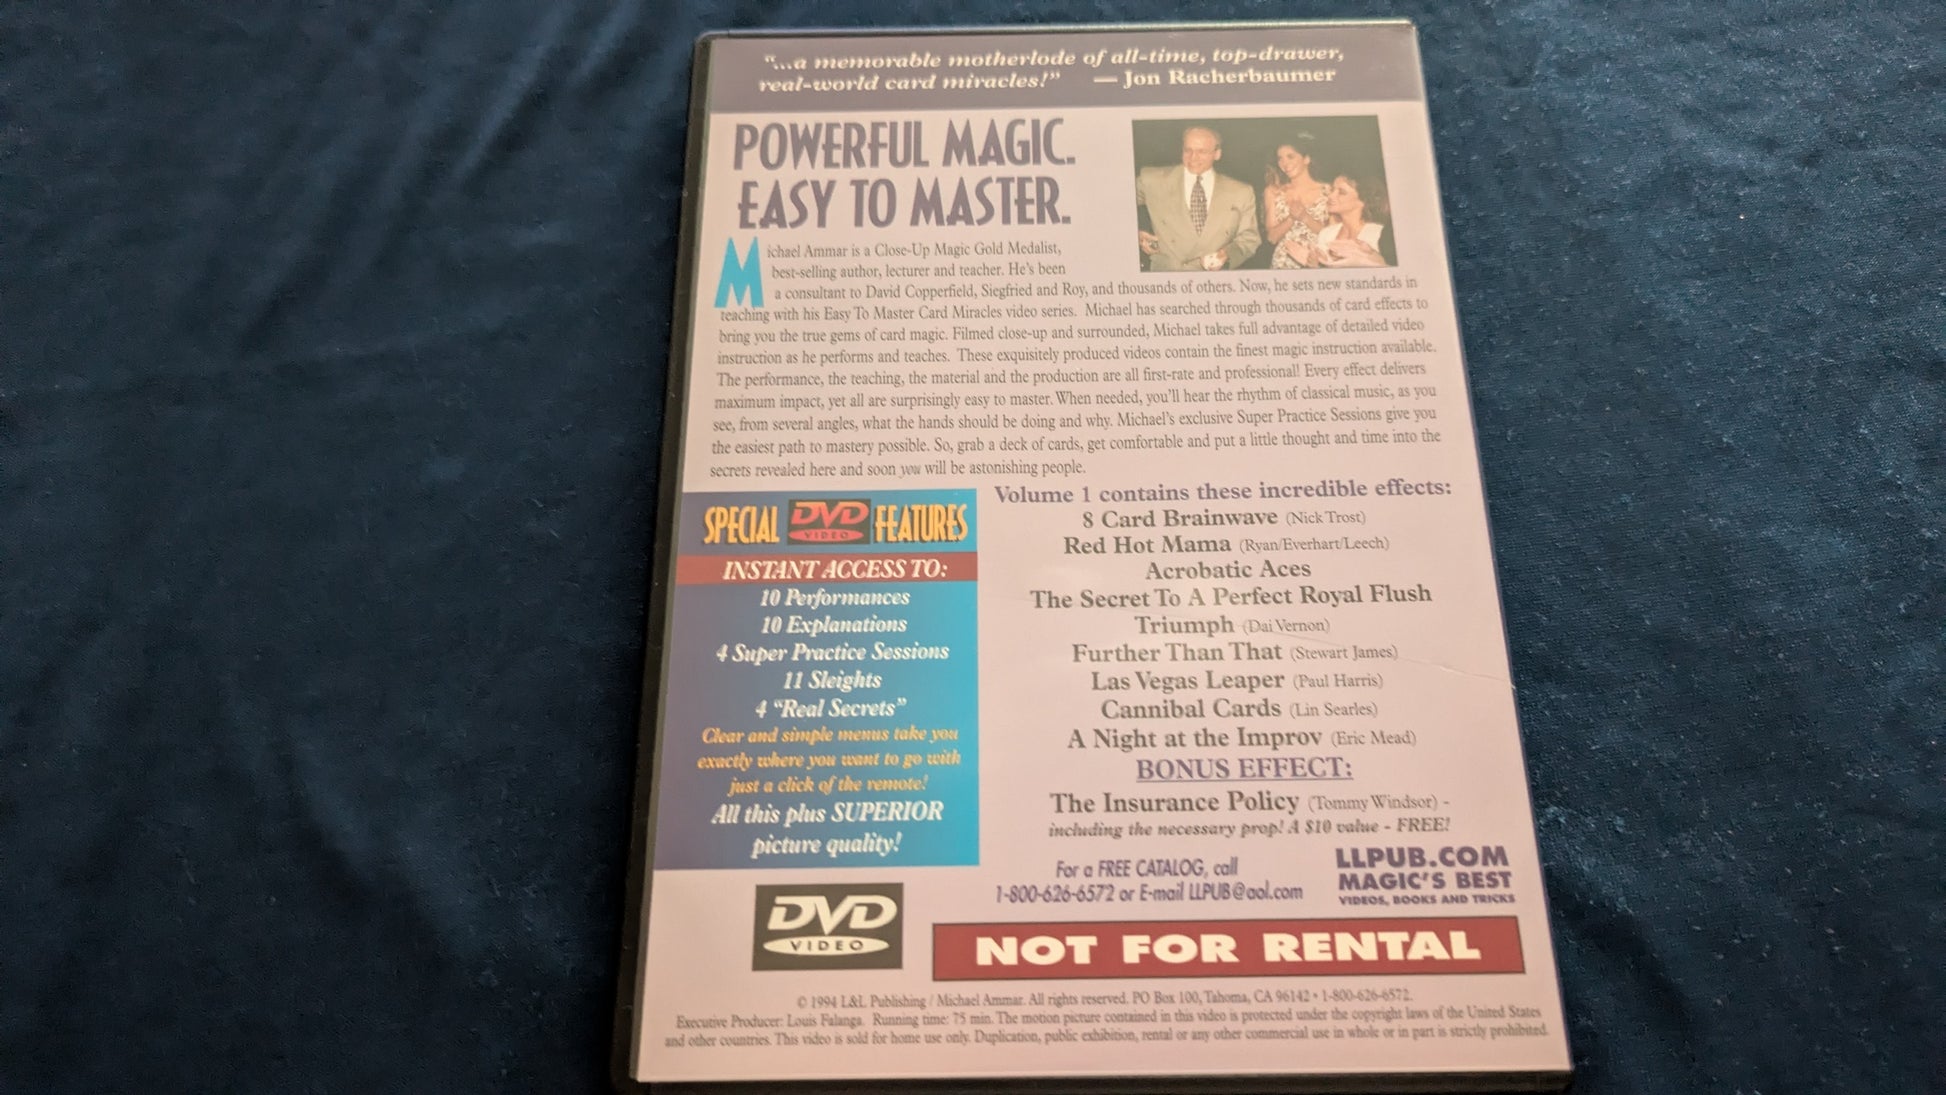 "...a memorable motherlode of all-time, top-drawer,
real-world card miracles!" — Jon Racherbaumer
POWERFUL MAGIC.
EASY TO MASTER.
Michael Ammar is a Close-Up Magic Gold Medalist,
best-selling author, lecturer and teacher. He's been
a consultant to David Copperfield, Siegfried and Roy, and thousands of others. Now, he sets new standards in
teaching with his Easy To Master Card Miracles video series. Michael has searched through thousands of card effects to
bring you the true gems of card magic. Filmed close-up and surrounded, Michael takes full advantage of detailed video
instruction as he performs and teaches. These exquisitely produced videos contain the finest magic instruction available.
The performance, the teaching, the material and the production are all first-rate and professional! Every effect delivers
maximum impact, yet all are surprisingly easy to master. When needed, you'll hear the rhythm of classical music, as you
see, from several angles, what the hands should be doing and why. Michael's exclusive Super Practice Sessions give you
the easiest path to mastery possible. So, grab a deck of cards, get comfortable and put a little thought and time into the
secrets revealed here and soon you will be astonishing people.
SPECIAL DVD VIDEO FEATURES
INSTANT ACCESS TO:
10 Performances
10 Explanations
4 Super Practice Sessions
11 Sleights
4 "Real Secrets"
Clear and simple menus take you
exactly where you want to go with
just a click of the remote!
All this plus SUPERIOR
picture quality!
Volume 1 contains these incredible effects:
8 Card Brainwave (Nick Trost)
Red Hot Mama (Ryan/Everhart/Leech)
Acrobatic Aces
The Secret To A Perfect Royal Flush
Triumph (Dai Vernon)
Further Than That (Stewart James)
Las Vegas Leaper (Paul Harris)
Cannibal Cards (Lin Searles)
A Night at the Improv (Eric Mead)
BONUS EFFECT:
The Insurance Policy (Tommy Windsor) -
including the necessary prop! A $10 value - FREE!
For a FREE CATALOG, call
1-800-626-6572 or E-mail LLPUB@aol.com
LLPUB.COM
MAGIC'S BEST
VIDEOS, BOOKS AND TRICKS
DVD
VIDEO
NOT FOR RENTAL
© 1994 L&L Publishing / Michael Ammar. All rights reserved. PO Box 100, Tahoma, CA 96142 • 1-800-626-6572.
Executive Producer: Louis Falanga. Running time: 75 min. The motion picture contained in this video is protected under the copyright laws of the United States
and other countries. This video is sold for home use only. Duplication, public exhibition, rental or any other commercial use in whole or in part is strictly prohibited.